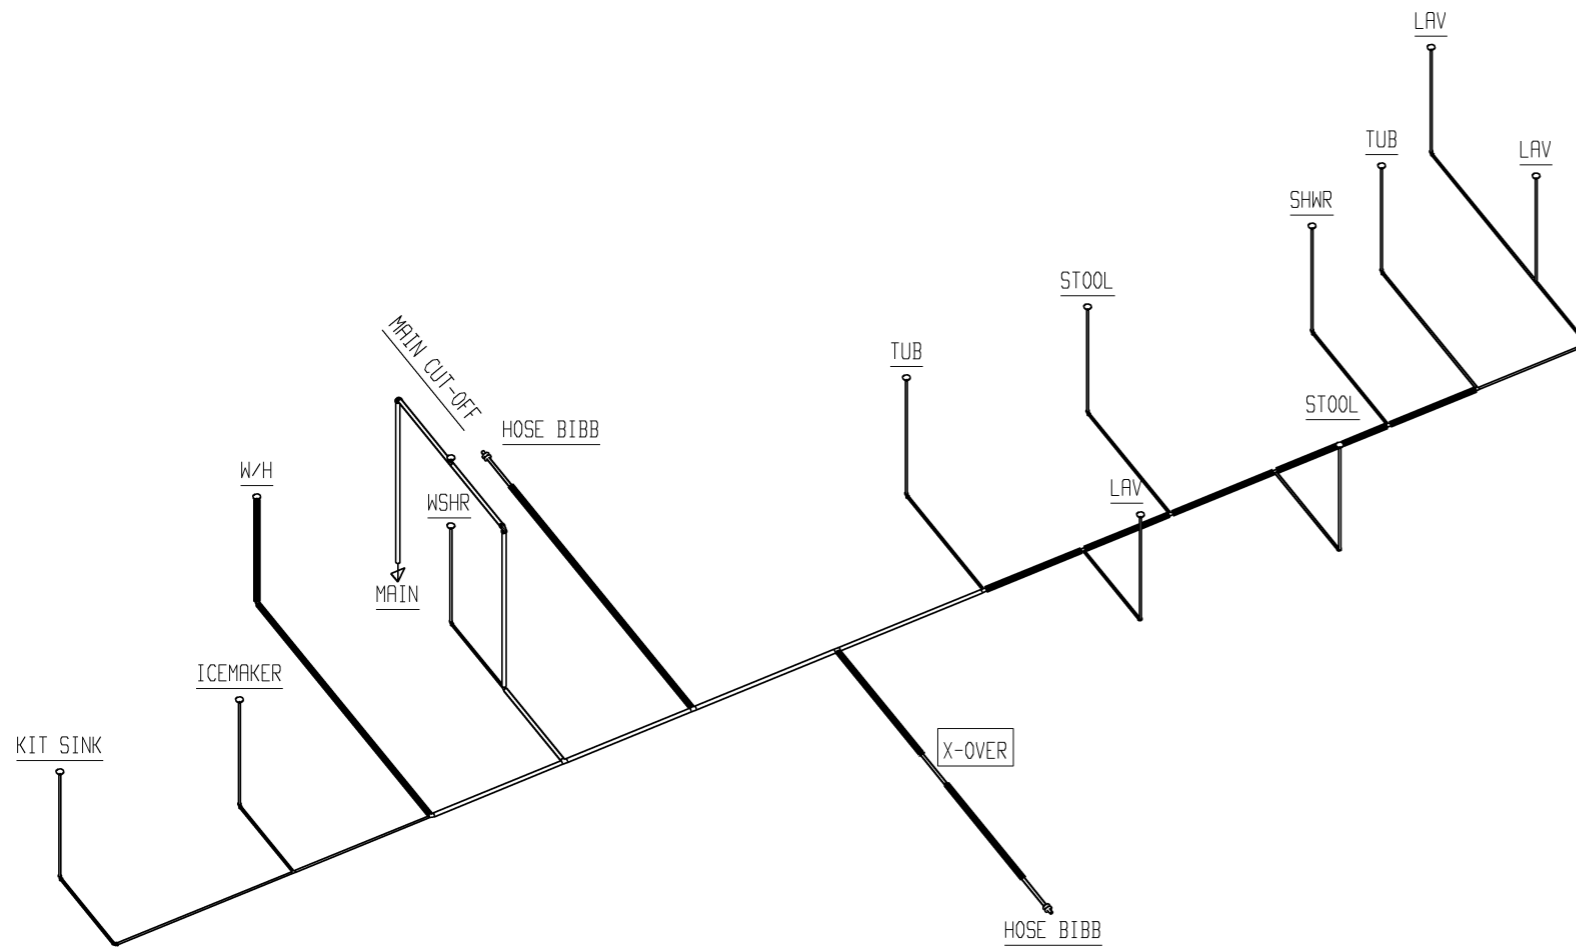 LAV
TUB
LAV
SHWR
STOOL
MAIN CUT-OFF
TUB
STOOL
HOSE BIBB
W/H
WSHR
LAV
MAIN
ICEMAKER
KIT SINK
X-OVER
HOSE BIBB